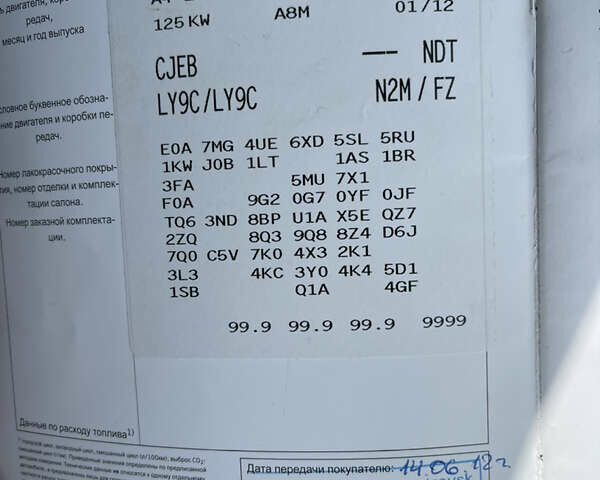 125 KW A8M 01/12
редач,
месяц и год выпуска
CJEB --- NDT
LY9C/LY9C N2M / FZ
словное буквенное обозна-
ние двигателя и коробки пе-
редач.
E0A 7MG 4UE 6XD 5SL 5RU
1KW J0B 1LT 1AS 1BR
Номер лакокрасочного покры-
тия, номер отделки и комплек-
тации салона.
3FA 5MU 7X1
F0A 9G2 0G7 0YF 0JF
Номер заказной комплекта-
ции.
TQ6 3ND 8BP U1A X5E QZ7
2ZQ 8Q3 9Q8 8Z4 D6J
7Q0 C5V 7K0 4X3 2K1
3L3 4KC 3Y0 4K4 5D1
1SB Q1A 4GF
99.9 99.9 99.9 9999
Данные по расходу топлива1)
Дата передачи покупателю: 14.06.12г